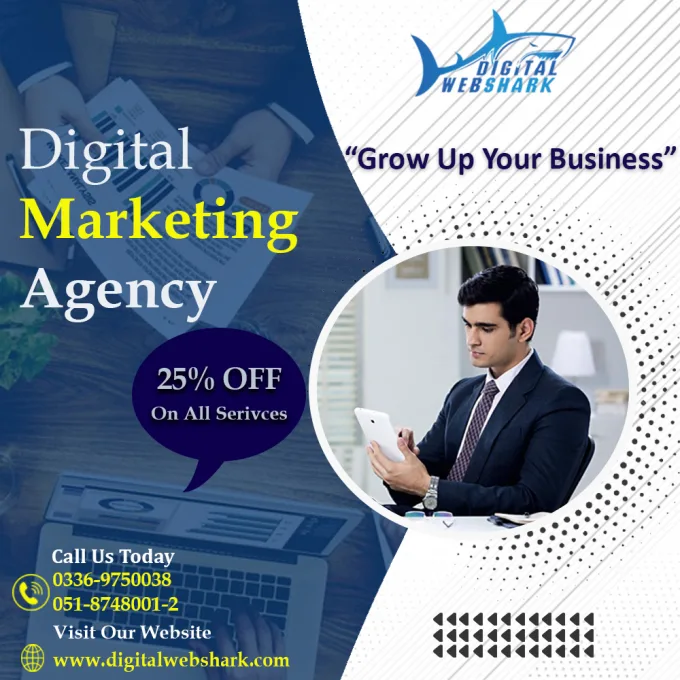 DIGITAL
WEBSHARK
Digital
Marketing
Agency
“Grow Up Your Business”
25% OFF
On All Serivces
Call Us Today
0336-9750038
051-8748001-2
Visit Our Website
www.digitalwebshark.com